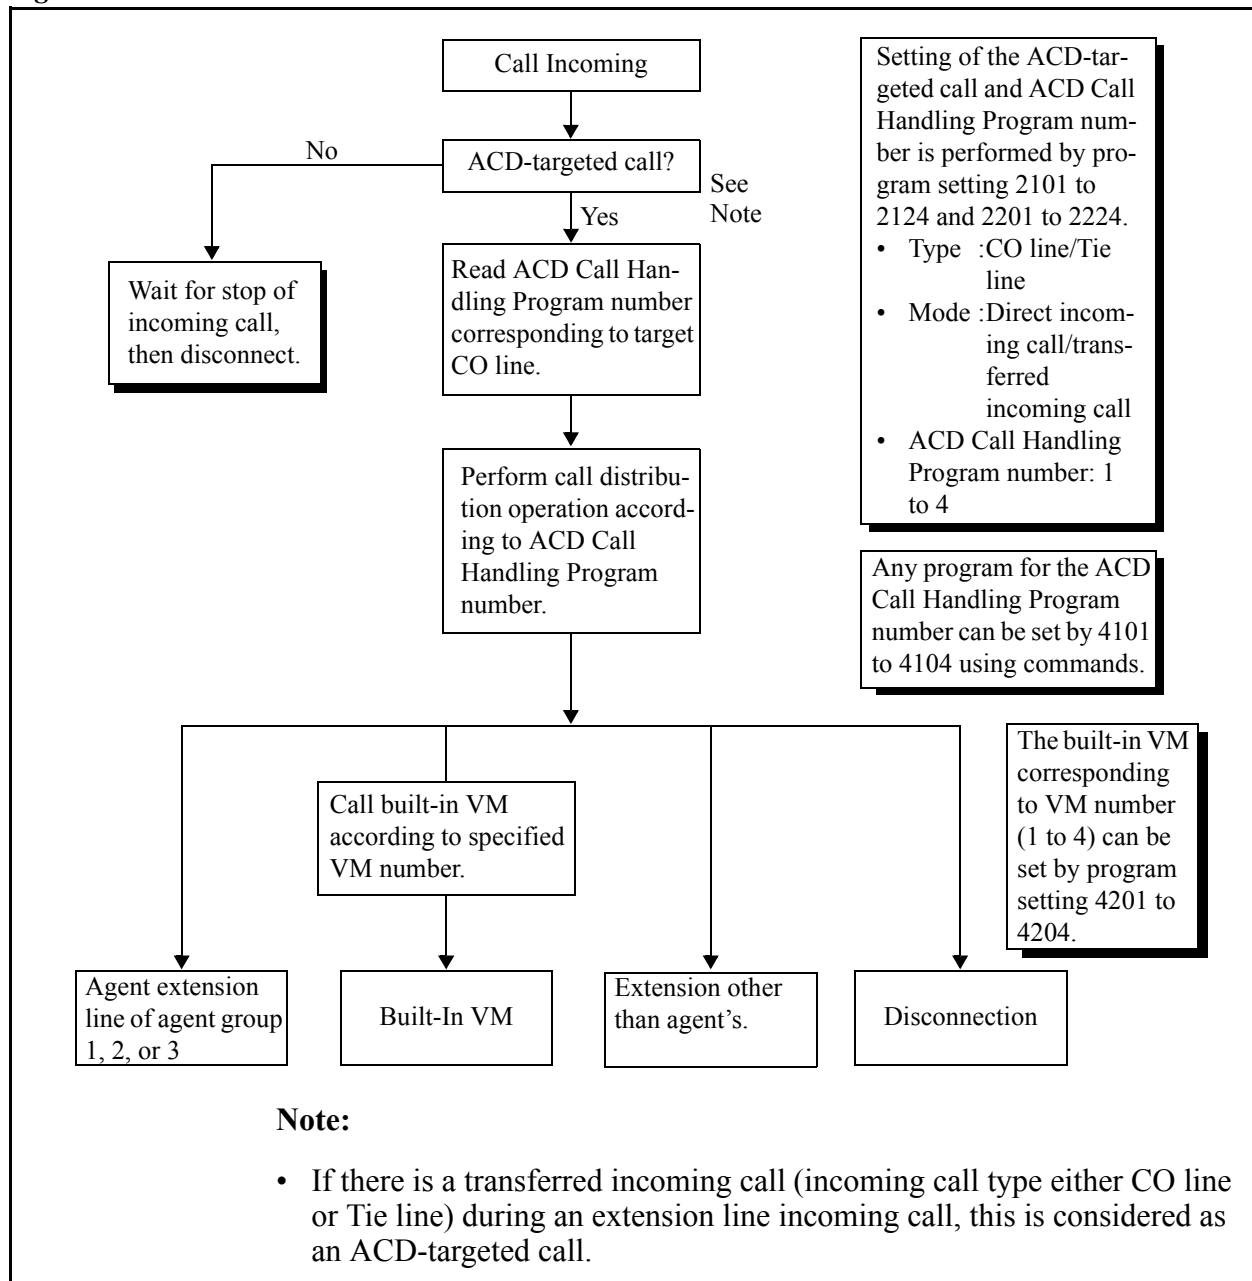 Call Incoming
No
ACD-targeted call?
See
Note
Yes
Wait for stop of
incoming call,
then disconnect.
Read ACD Call Han-
dling Program number
corresponding to target
CO line.
Perform call distribu-
tion operation accord-
ing to ACD Call
Handling Program
number.
Setting of the ACD-tar-
geted call and ACD Call
Handling Program num-
ber is performed by pro-
gram setting 2101 to
2124 and 2201 to 2224.
• Type :CO line/Tie
line
• Mode :Direct incom-
ing call/trans-
ferred
incoming call
• ACD Call Handling
Program number: 1
to 4
Any program for the ACD
Call Handling Program
number can be set by 4101
to 4104 using commands.
The built-in VM
corresponding
to VM number
(1 to 4) can be
set by program
setting 4201 to
4204.
Call built-in VM
according to specified
VM number.
Agent extension
line of agent group
1, 2, or 3
Built-In VM
Extension other
than agent's.
Disconnection
Note:
• If there is a transferred incoming call (incoming call type either CO line
or Tie line) during an extension line incoming call, this is considered as
an ACD-targeted call.